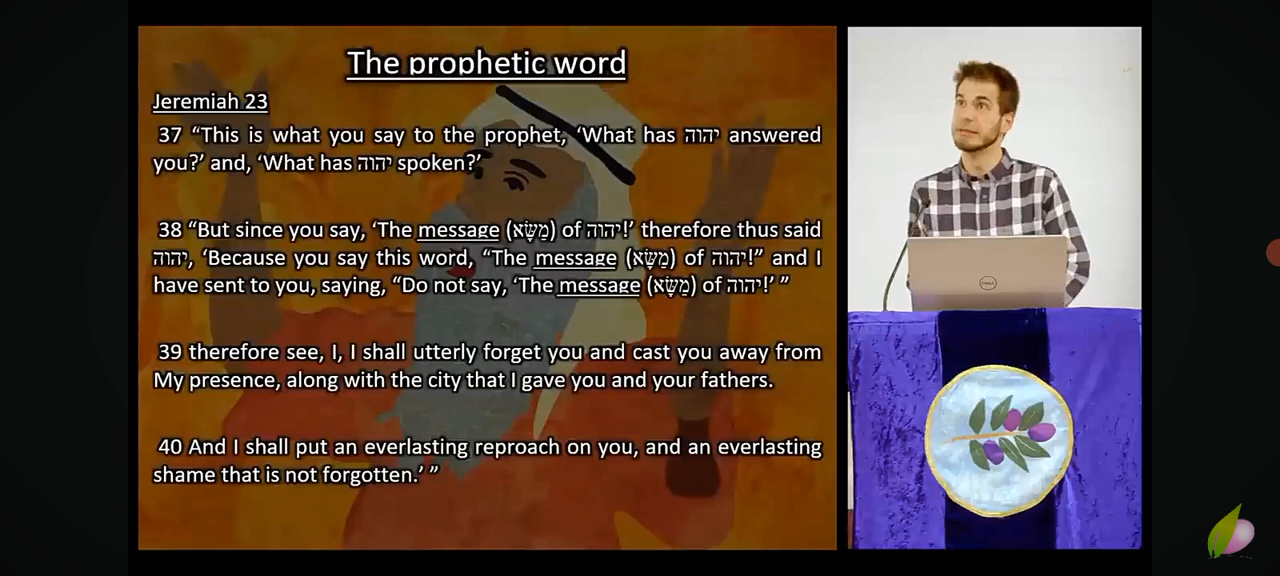 The prophetic word
Jeremiah 23
37 “This is what you say to the prophet, ‘What has יהוה answered
you?’ and, ‘What has יהוה spoken?’
38 “But since you say, ‘The message (מַשָּׂא) of יהוה!’ therefore thus said
יהוה, ‘Because you say this word, “The message (מַשָּׂא) of יהוה!” and I
have sent to you, saying, “Do not say, ‘The message (מַשָּׂא) of יהוה!’ ”
39 therefore see, I, I shall utterly forget you and cast you away from
My presence, along with the city that I gave you and your fathers.
40 And I shall put an everlasting reproach on you, and an everlasting
shame that is not forgotten.’ ”
DELL